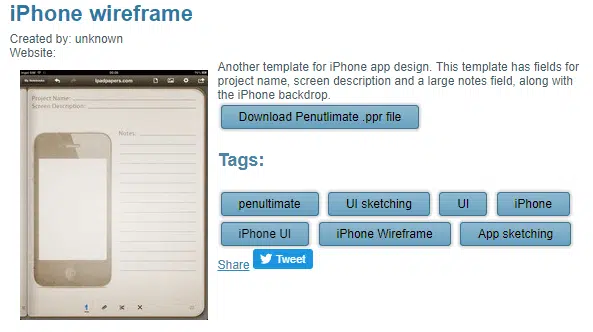 iPhone wireframe
Created by: unknown
Website:
ipadpapers.com
Project Name:
Screen Description:
Notes:
Another template for iPhone app design. This template has fields for
project name, screen description and a large notes field, along with
the iPhone backdrop.
Download Penutlimate .ppr file
Tags:
penultimate UI sketching UI iPhone
iPhone UI iPhone Wireframe App sketching
Share Tweet